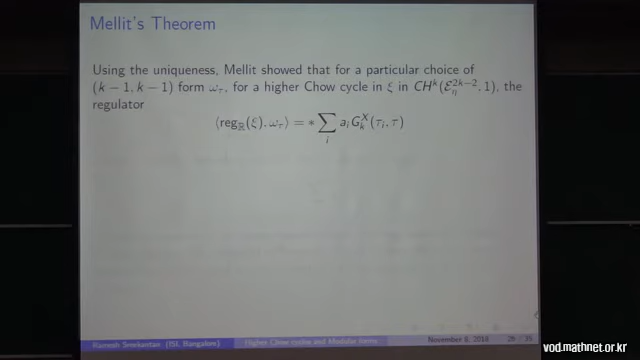 Mellit's Theorem
Using the uniqueness, Mellit showed that for a particular choice of
(k − 1, k − 1) form ω_τ, for a higher Chow cycle in ξ in CH^k(ℰ_η^{2k−2}, 1), the
regulator
⟨reg_ℝ(ξ), ω_τ⟩ = * ∑_i a_i G_k^X(τ_i, τ)
Ramesh Sreekantan (ISI, Bangalore)
Higher Chow cycles and Modular forms
November 6, 2018
vod.mathnet.or.kr